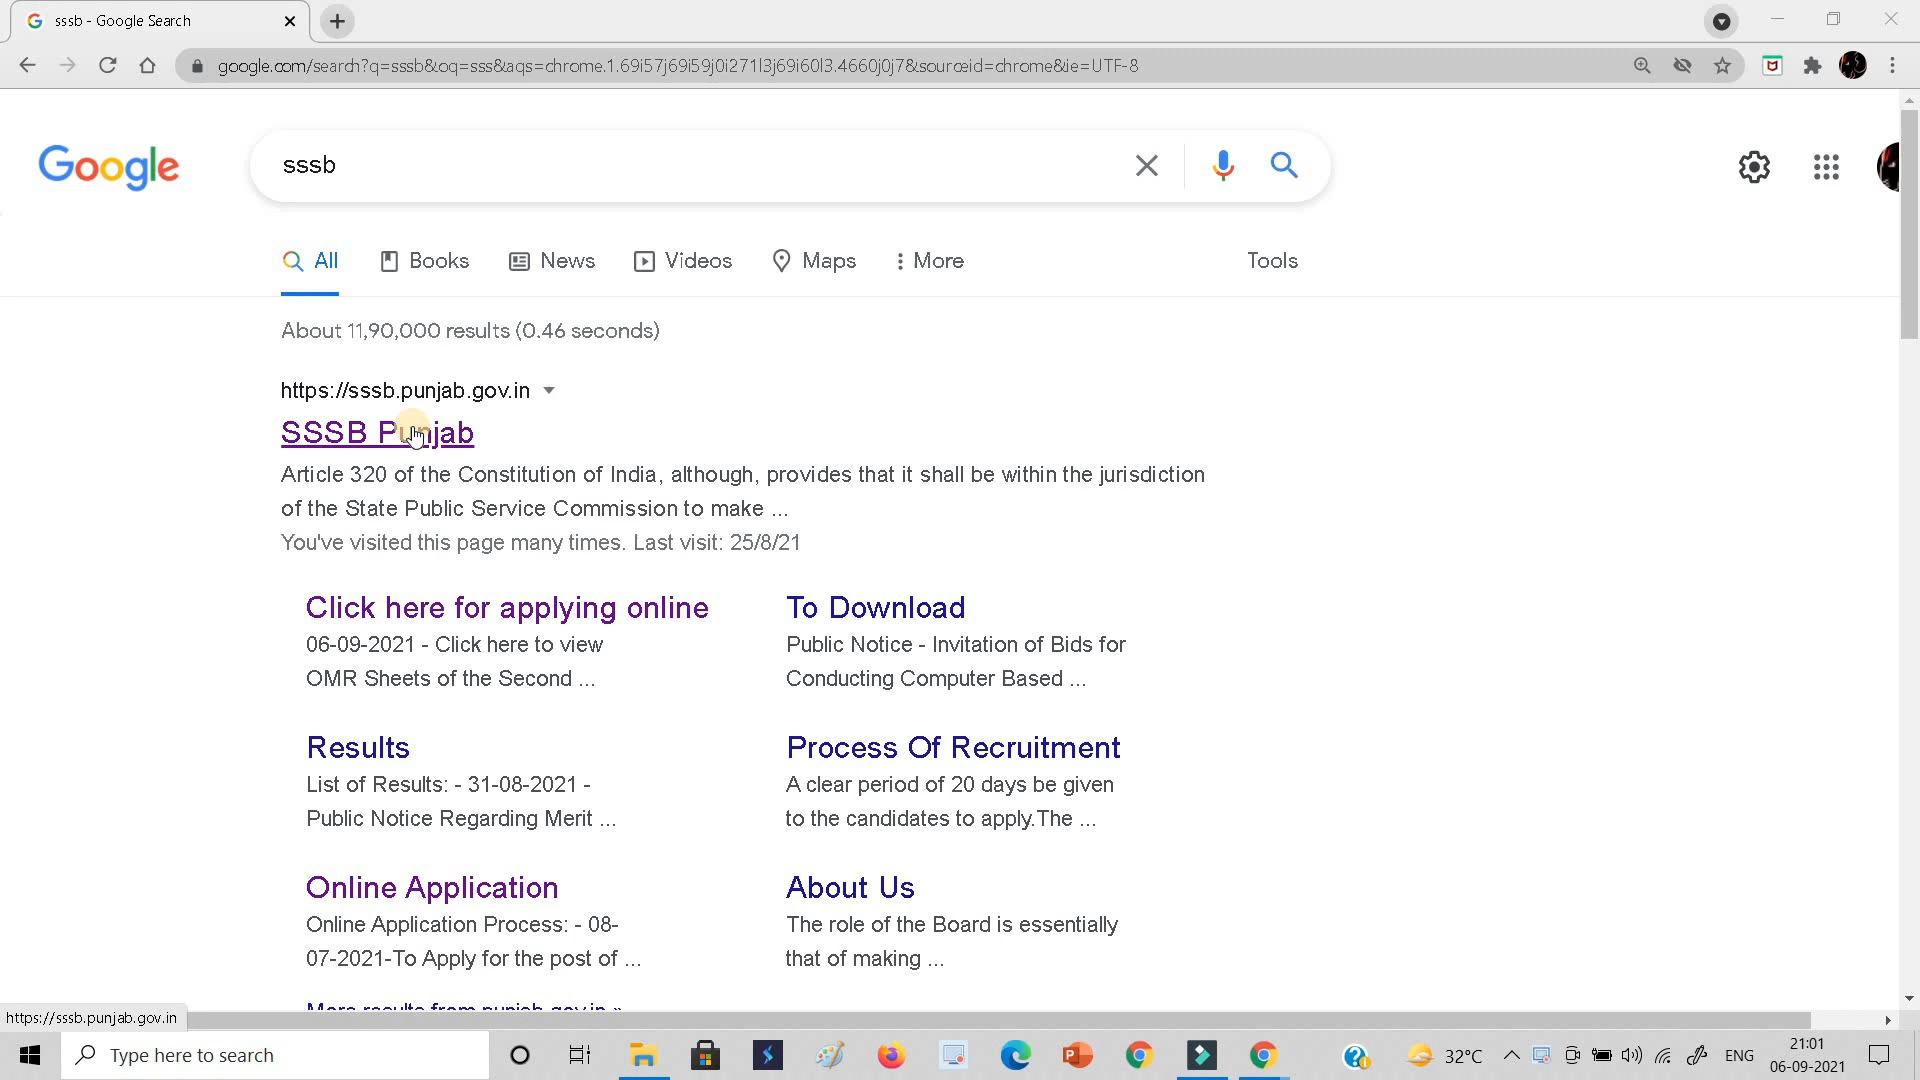 sssb - Google Search
google.com/search?q=sssb&oq=sss&aqs=chrome.1.69i57j69i59j0i271l3j69i60l3.4660j0j7&sourceid=chrome&ie=UTF-8
Google
sssb
All
Books
News
Videos
Maps
More
Tools
About 11,90,000 results (0.46 seconds)
https://sssb.punjab.gov.in
SSSB Punjab
Article 320 of the Constitution of India, although, provides that it shall be within the jurisdiction
of the State Public Service Commission to make ...
You've visited this page many times. Last visit: 25/8/21
Click here for applying online
06-09-2021 - Click here to view
OMR Sheets of the Second ...
To Download
Public Notice - Invitation of Bids for
Conducting Computer Based ...
Results
List of Results: - 31-08-2021 -
Public Notice Regarding Merit ...
Process Of Recruitment
A clear period of 20 days be given
to the candidates to apply.The ...
Online Application
Online Application Process: - 08-
07-2021-To Apply for the post of ...
About Us
The role of the Board is essentially
that of making ...
More results from punjab.gov.in »
https://sssb.punjab.gov.in
Type here to search
32°C
ENG
21:01
06-09-2021